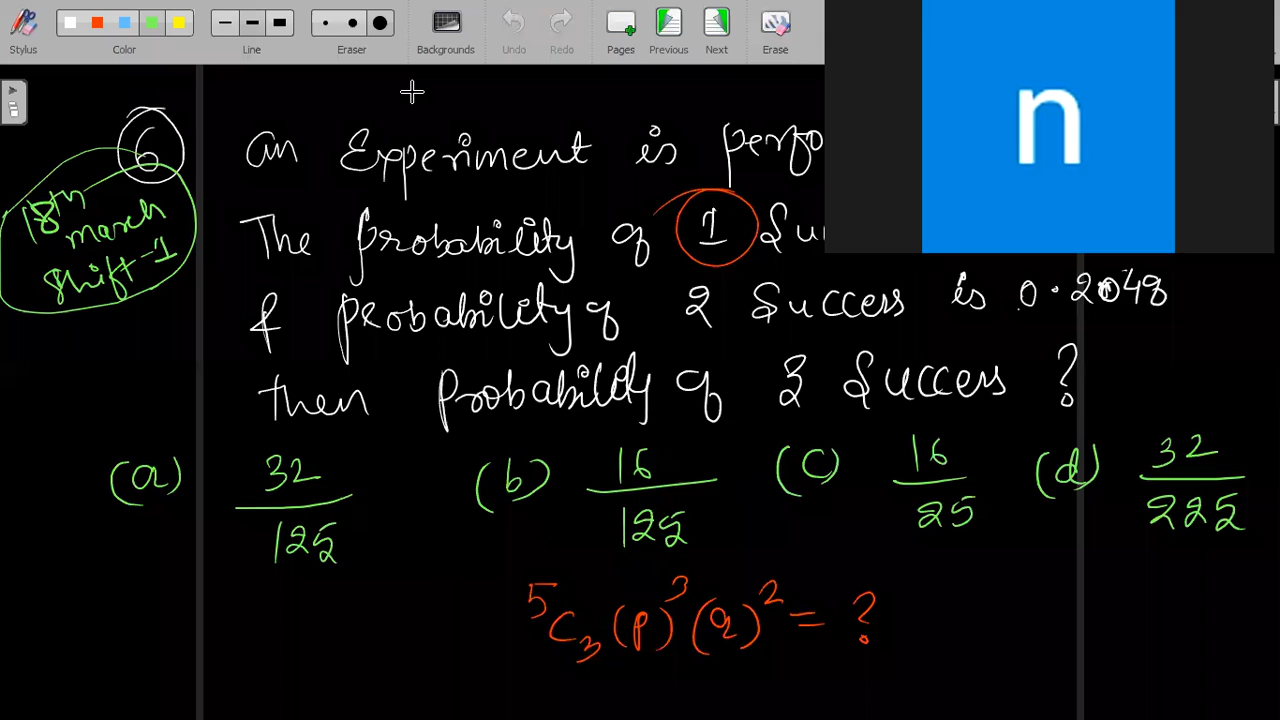 Stylus Color Line Eraser Backgrounds Undo Redo Pages Previous Next Erase
n
6
18th
march
shift-1
an Experiment is perfo
The probability of 1 Su
& probability of 2 Success is 0.2048
then probability of 3 Success ?
(a) 32/125 (b) 16/125 (c) 16/25 (d) 32/225
⁵C₃ (p)³ (q)² = ?